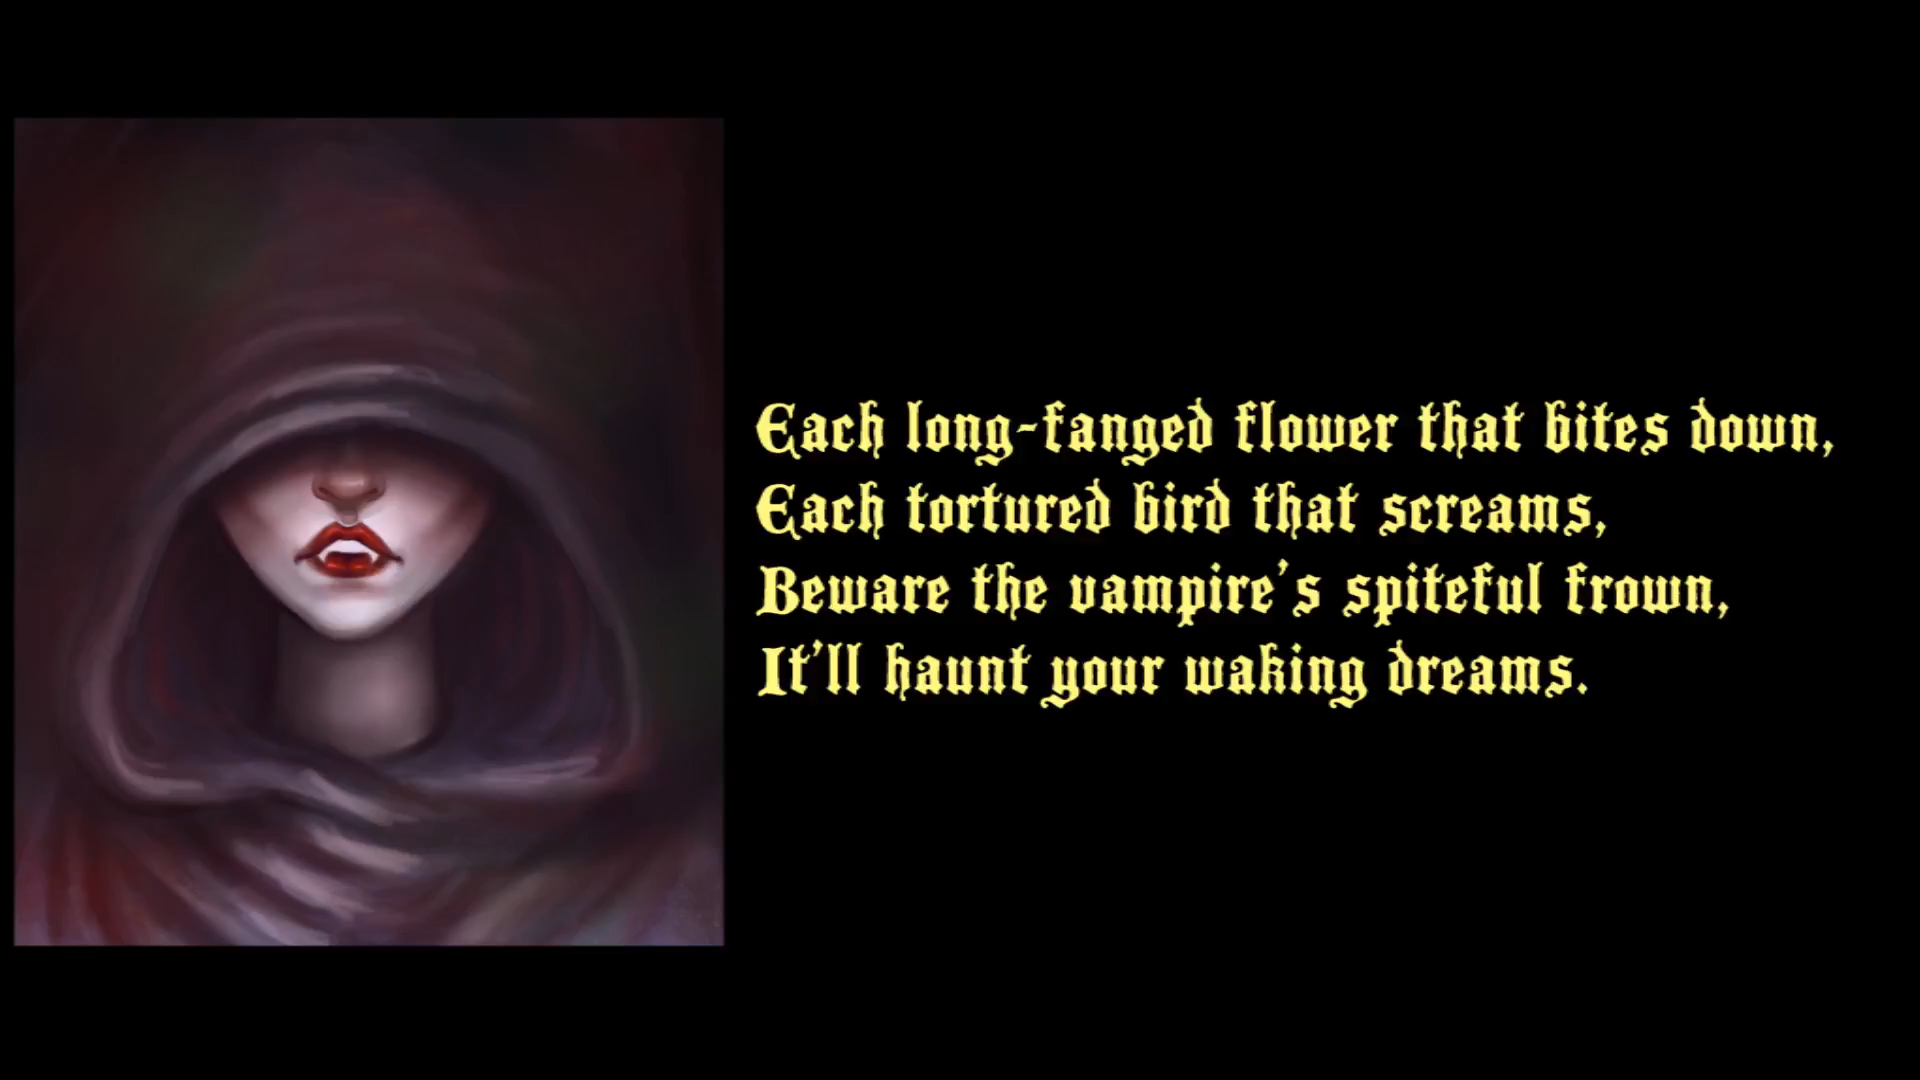 Each long-fanged flower that bites down,
Each tortured bird that screams,
Beware the vampire's spiteful frown,
It'll haunt your waking dreams.